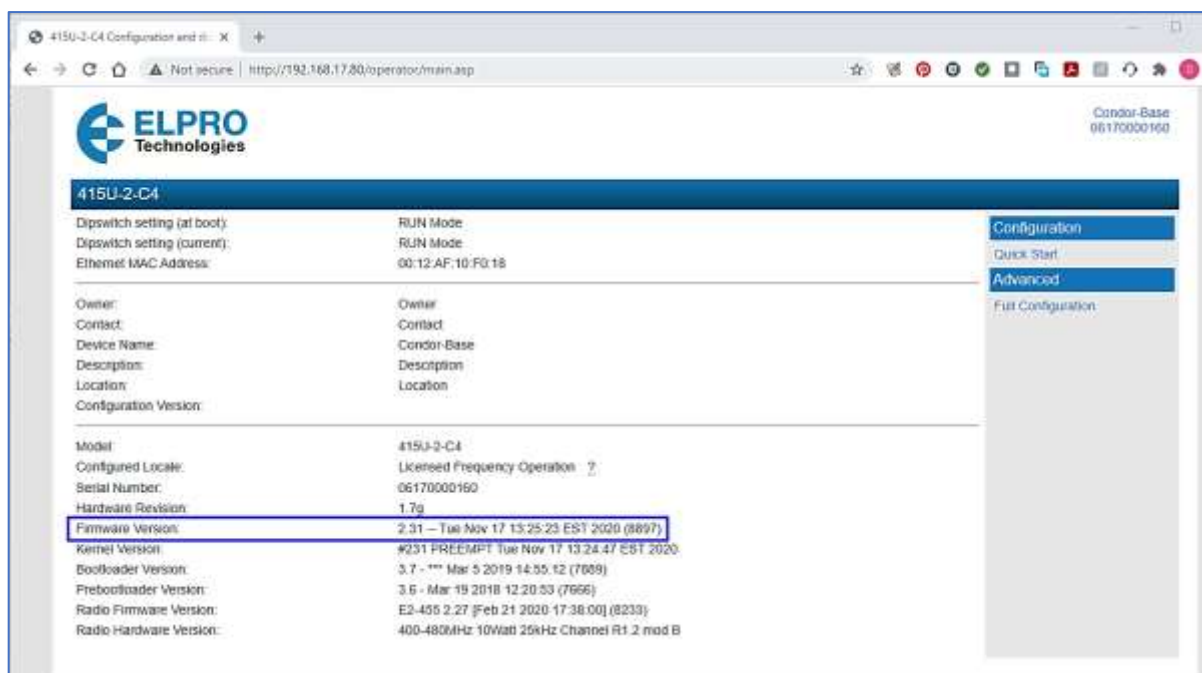 415U-2-C4 Configuration and
Not secure | http://192.168.17.80/operator/main.asp
ELPRO
Technologies
Condor-Base
06170000160
415U-2-C4
Dipswitch setting (at boot): RUN Mode
Dipswitch setting (current): RUN Mode
Ethernet MAC Address: 00:12:AF:10:F0:18
Owner: Owner
Contact: Contact
Device Name: Condor-Base
Description: Description
Location: Location
Configuration Version:
Model: 415U-2-C4
Configured Locale: Licensed Frequency Operation ?
Serial Number: 06170000160
Hardware Revision: 1.7g
Firmware Version: 2.31 -- Tue Nov 17 13:25:23 EST 2020 (8897)
Kernel Version: #231 PREEMPT Tue Nov 17 13:24:47 EST 2020
Bootloader Version: 3.7 - *** Mar 5 2019 14:55:12 (7889)
Prebootloader Version: 3.6 - Mar 19 2018 12:20:53 (7666)
Radio Firmware Version: E2-455 2.27 [Feb 21 2020 17:38:00] (8233)
Radio Hardware Version: 400-480MHz 10Watt 25kHz Channel R1.2 mod B
Configuration
Quick Start
Advanced
Full Configuration